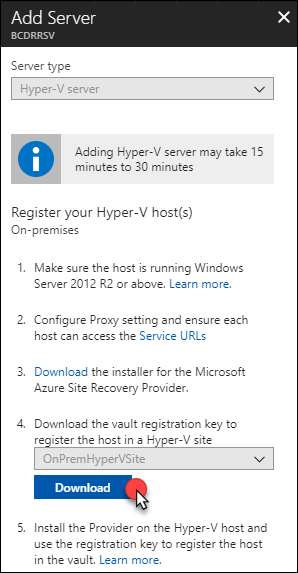 Add Server
BCDRRSV
Server type
Hyper-V server
Adding Hyper-V server may take 15
minutes to 30 minutes
Register your Hyper-V host(s)
On-premises
1. Make sure the host is running Windows
Server 2012 R2 or above. Learn more.
2. Configure Proxy setting and ensure each
host can access the Service URLs
3. Download the installer for the Microsoft
Azure Site Recovery Provider.
4. Download the vault registration key to
register the host in a Hyper-V site
OnPremHyperVSite
Download
5. Install the Provider on the Hyper-V host and
use the registration key to register the host
in the vault. Learn more.